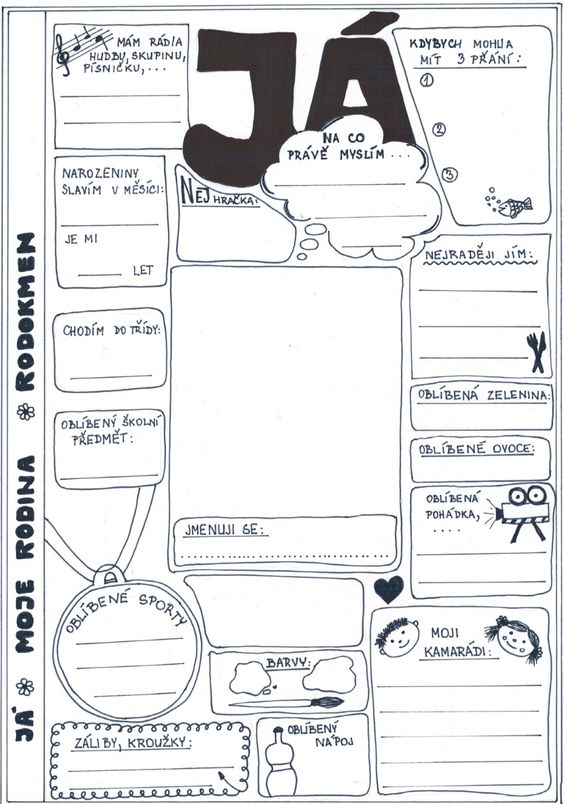 JÁ
MÁM RÁD/A
HUDBU, SKUPINU,
PÍSNIČKU,...
KDYBYCH MOHL/A
MÍT 3 PŘÁNÍ:
1
2
3
NA CO
PRÁVĚ MYSLÍM...
NAROZENINY
SLAVÍM V MĚSÍCI:
JE MI
LET
NEJ HRAČKA:
NEJRADĚJI JÍM:
CHODÍM DO TŘÍDY:
OBLÍBENÁ ZELENINA:
OBLÍBENÝ ŠKOLNÍ
PŘEDMĚT:
OBLÍBENÉ OVOCE:
OBLÍBENÁ
POHÁDKA,
....
JMENUJI SE:
OBLÍBENÉ SPORTY
MOJI
KAMARÁDI:
BARVY:
ZÁLIBY, KROUŽKY:
OBLÍBENÝ
NÁPOJ
JÁ MOJE RODINA RODOKMEN